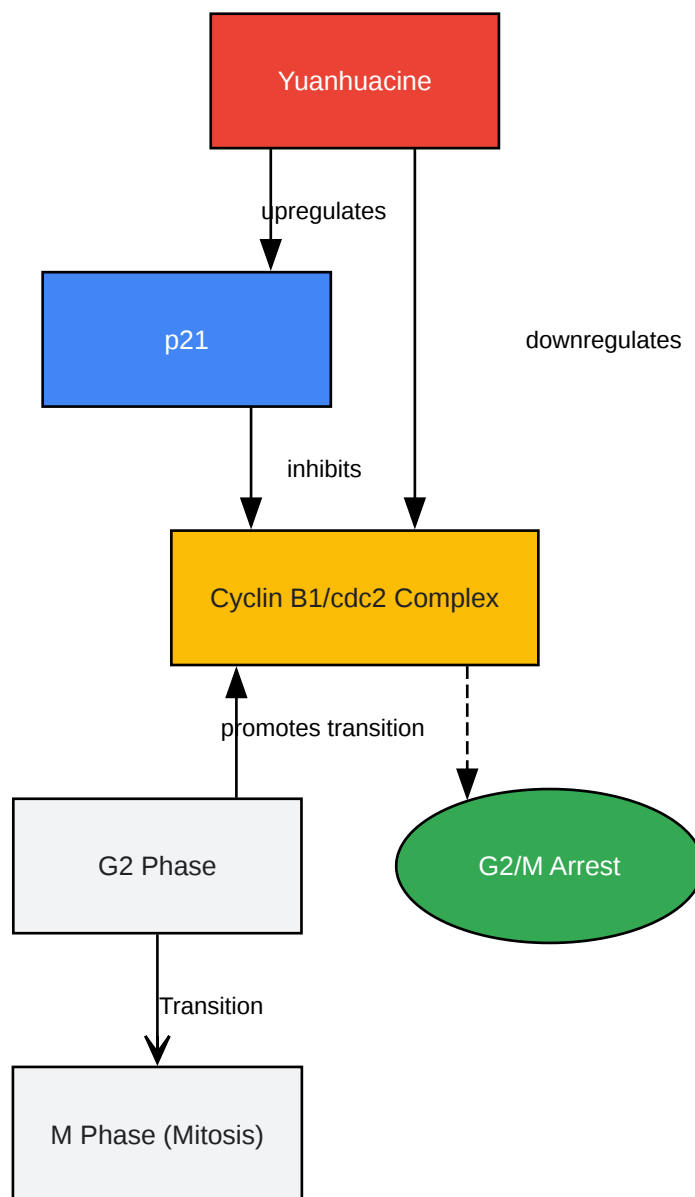 Yuanhuacine
upregulates
p21
downregulates
inhibits
Cyclin B1/cdc2 Complex
promotes transition
G2 Phase
G2/M Arrest
Transition
M Phase (Mitosis)